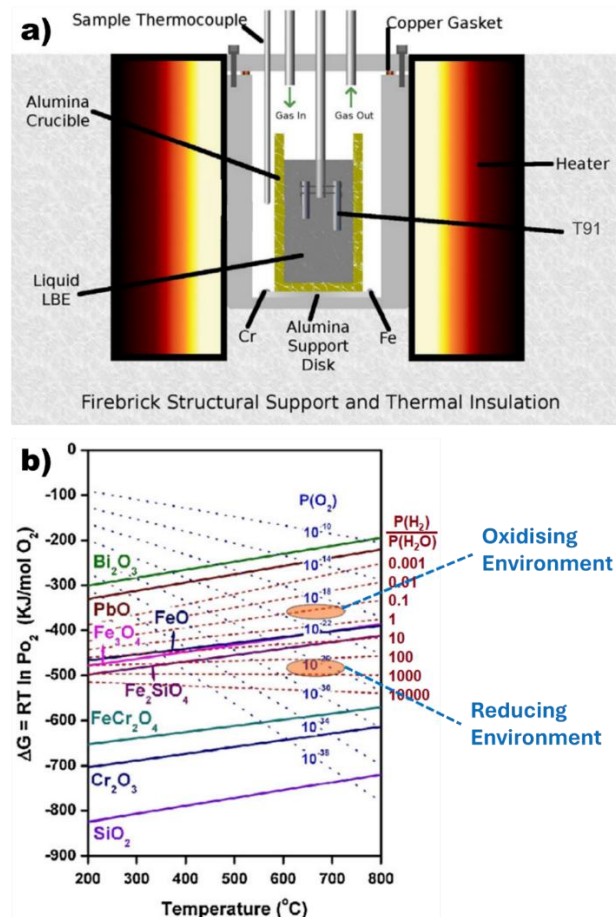 a)
Sample Thermocouple
Copper Gasket
Alumina
Crucible
Gas In
Gas Out
Heater
T91
Liquid
LBE
Cr
Alumina
Support
Disk
Fe
Firebrick Structural Support and Thermal Insulation
b)
ΔG = RT ln Po2 (KJ/mol O2)
0
-100
-200
-300
-400
-500
-600
-700
-800
-900
P(O2)
10-10
10-14
10-18
10-22
10-30
10-34
10-38
P(H2)
P(H2O)
0.001
0.01
0.1
1
10
100
1000
10000
Bi2O3
PbO
FeO
Fe3O4
Fe2SiO4
FeCr2O4
Cr2O3
SiO2
Oxidising
Environment
Reducing
Environment
200 300 400 500 600 700 800
Temperature (°C)